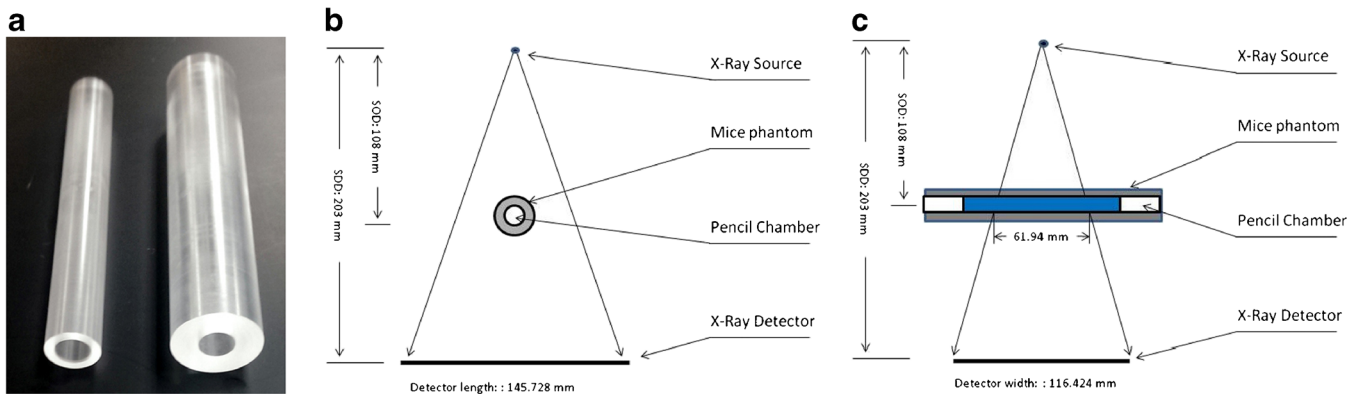 a
b
SDD: 203 mm
SOD: 108 mm
X-Ray Source
Mice phantom
Pencil Chamber
X-Ray Detector
Detector length: : 145.728 mm
c
SDD: 203 mm
SOD: 108 mm
X-Ray Source
Mice phantom
Pencil Chamber
61.94 mm
X-Ray Detector
Detector width: : 116.424 mm